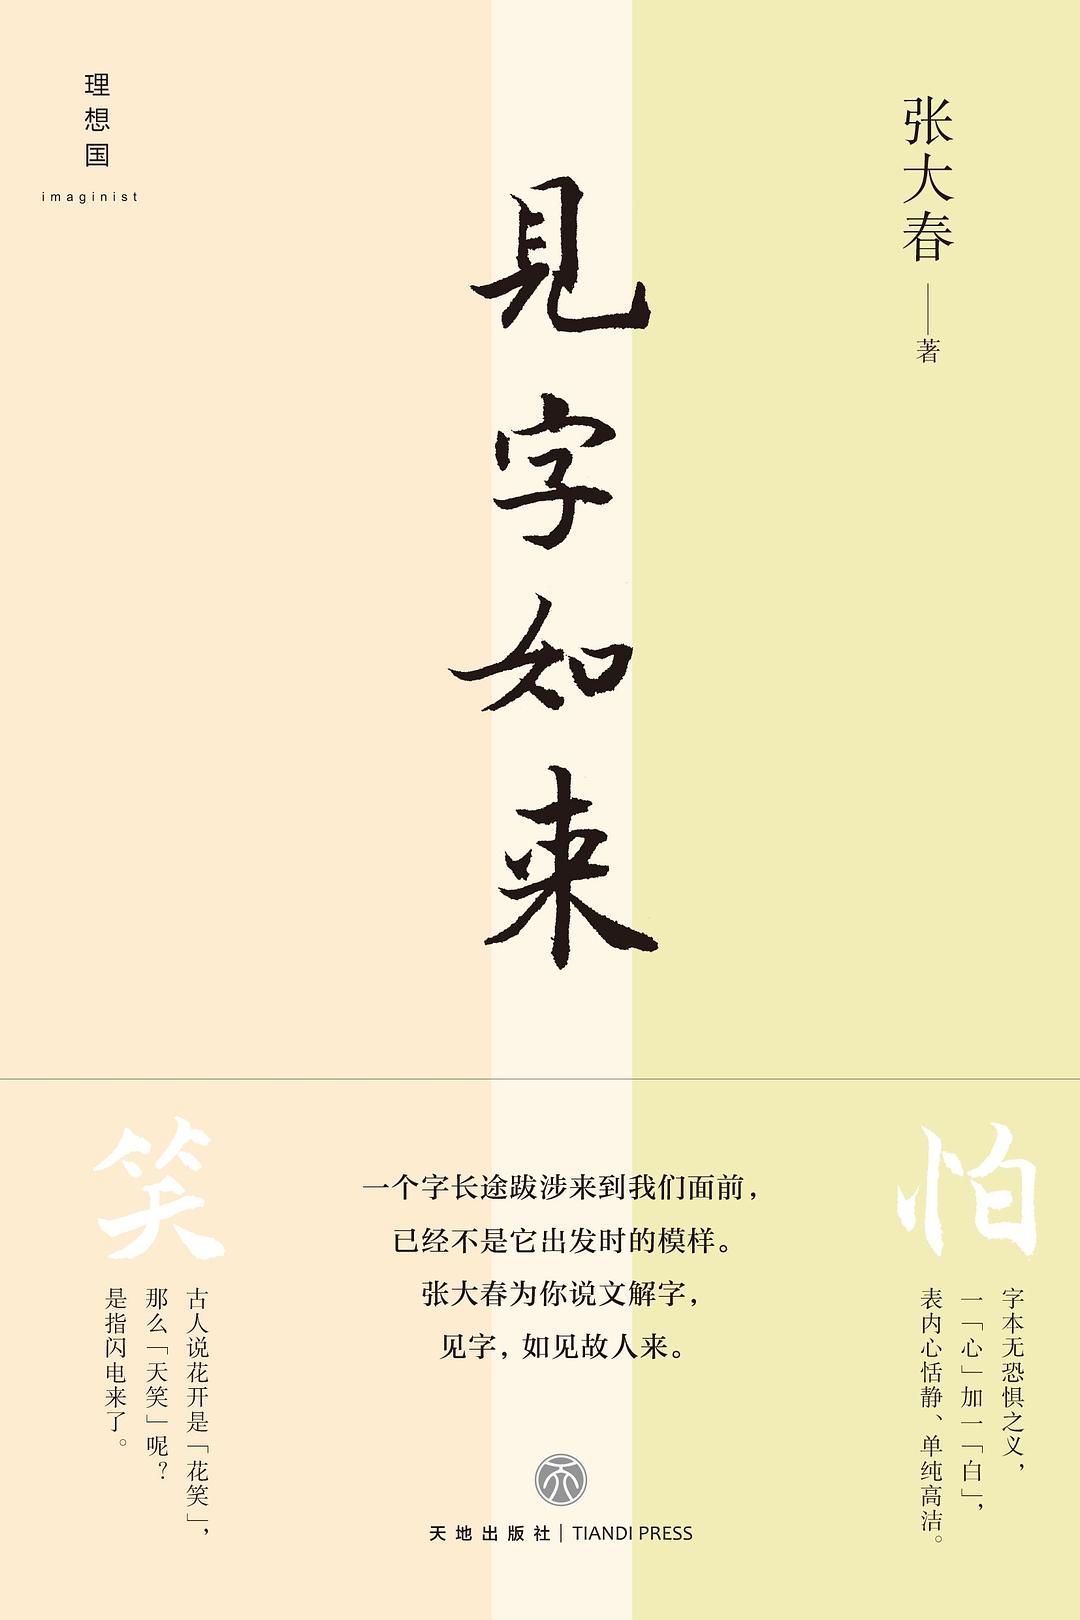 理想国
imaginist
张大春
著
見字如来
一个字长途跋涉来到我们面前，
已经不是它出发时的模样。
张大春为你说文解字，
见字，如见故人来。
怕
字本无恐惧之义，
一「心」加一「白」，
表内心恬静、单纯高洁。
笑
古人说花开是「花笑」，
那么「天笑」呢？
是指闪电来了。
天地出版社｜TIANDI PRESS